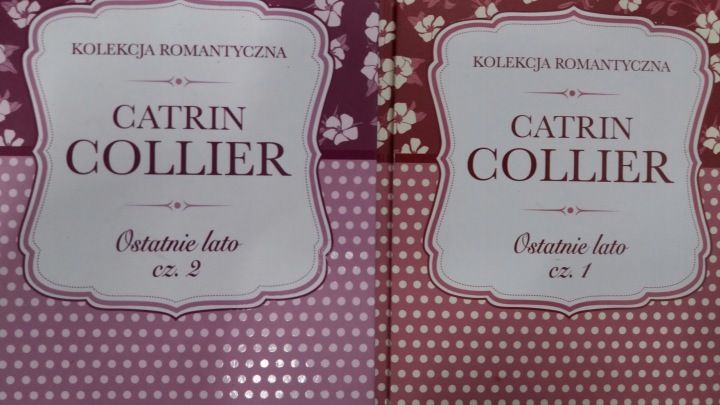 KOLEKCJA ROMANTYCZNA
CATRIN
COLLIER
Ostatnie lato
cz. 2
KOLEKCJA ROMANTYCZNA
CATRIN
COLLIER
Ostatnie lato
cz. 1